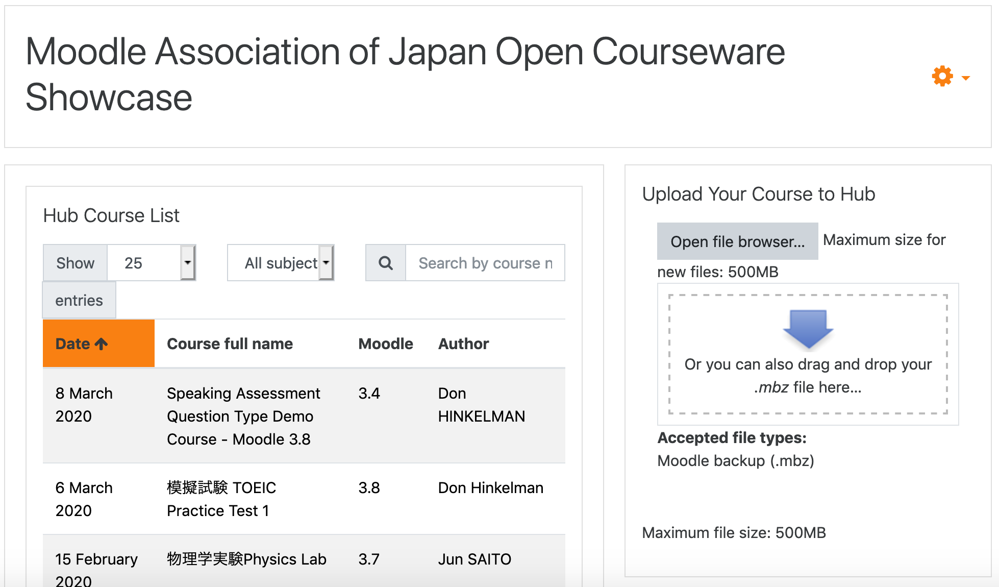 Moodle Association of Japan Open Courseware
Showcase
Hub Course List
Show 25 All subject Search by course n
entries
Date Course full name Moodle Author
8 March Speaking Assessment 3.4 Don
2020 Question Type Demo HINKELMAN
Course - Moodle 3.8
6 March 模擬試験 TOEIC 3.8 Don Hinkelman
2020 Practice Test 1
15 February 物理学実験Physics Lab 3.7 Jun SAITO
2020
Upload Your Course to Hub
Open file browser... Maximum size for
new files: 500MB
Or you can also drag and drop your
.mbz file here...
Accepted file types:
Moodle backup (.mbz)
Maximum file size: 500MB